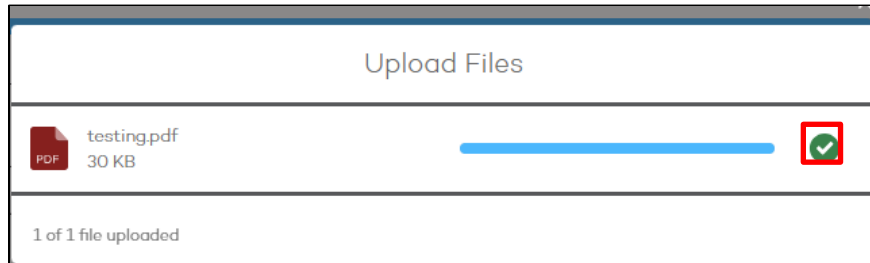 Upload Files
testing.pdf
PDF
30 KB
1 of 1 file uploaded